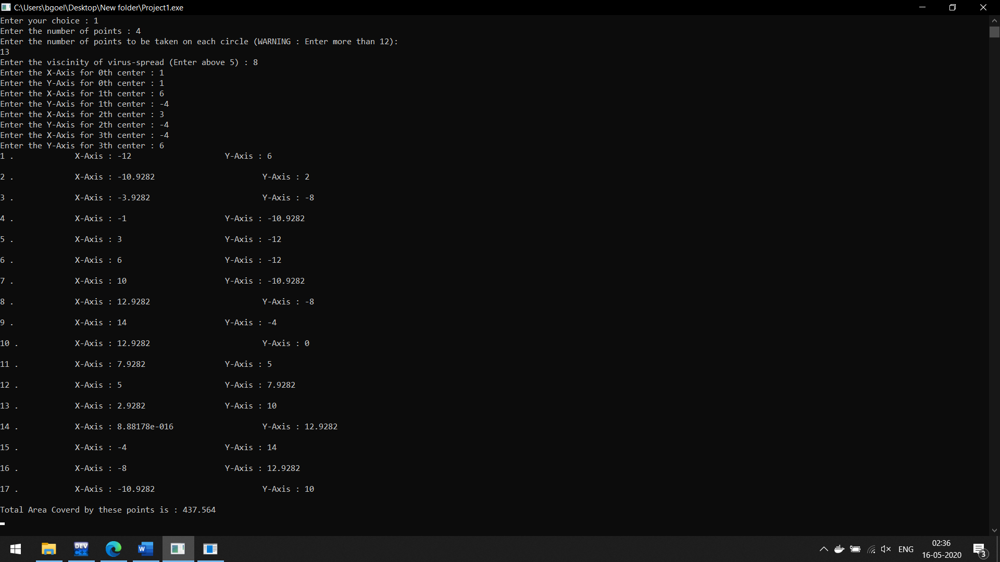 C:\Users\bgoel\Desktop\New folder\Project1.exe
Enter your choice : 1
Enter the number of points : 4
Enter the number of points to be taken on each circle (WARNING : Enter more than 12):
13
Enter the viscinity of virus-spread (Enter above 5) : 8
Enter the X-Axis for 0th center : 1
Enter the Y-Axis for 0th center : 1
Enter the X-Axis for 1th center : 6
Enter the Y-Axis for 1th center : -4
Enter the X-Axis for 2th center : 3
Enter the Y-Axis for 2th center : -4
Enter the X-Axis for 3th center : -4
Enter the Y-Axis for 3th center : 6
1 . X-Axis : -12 Y-Axis : 6
2 . X-Axis : -10.9282 Y-Axis : 2
3 . X-Axis : -3.9282 Y-Axis : -8
4 . X-Axis : -1 Y-Axis : -10.9282
5 . X-Axis : 3 Y-Axis : -12
6 . X-Axis : 6 Y-Axis : -12
7 . X-Axis : 10 Y-Axis : -10.9282
8 . X-Axis : 12.9282 Y-Axis : -8
9 . X-Axis : 14 Y-Axis : -4
10 . X-Axis : 12.9282 Y-Axis : 0
11 . X-Axis : 7.9282 Y-Axis : 5
12 . X-Axis : 5 Y-Axis : 7.9282
13 . X-Axis : 2.9282 Y-Axis : 10
14 . X-Axis : 8.88178e-016 Y-Axis : 12.9282
15 . X-Axis : -4 Y-Axis : 14
16 . X-Axis : -8 Y-Axis : 12.9282
17 . X-Axis : -10.9282 Y-Axis : 10
Total Area Coverd by these points is : 437.564
DEV
C++
W
ENG
02:36
16-05-2020
3